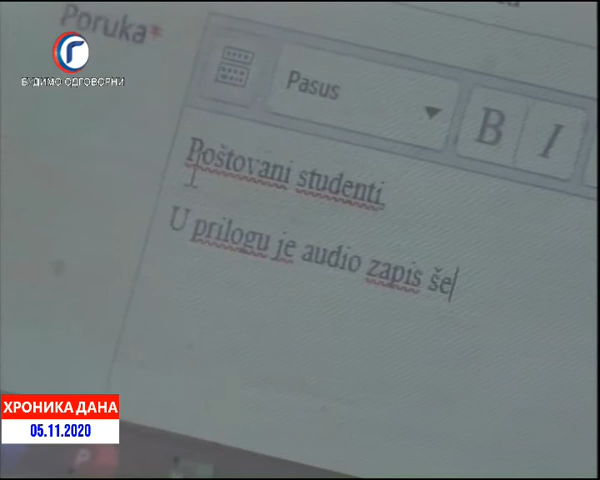 Poruka*
БУДИМО ОДГОВОРНИ
Pasus
B I
Poštovani studenti,
U prilogu je audio zapis še
ХРОНИКА ДАНА
05.11.2020